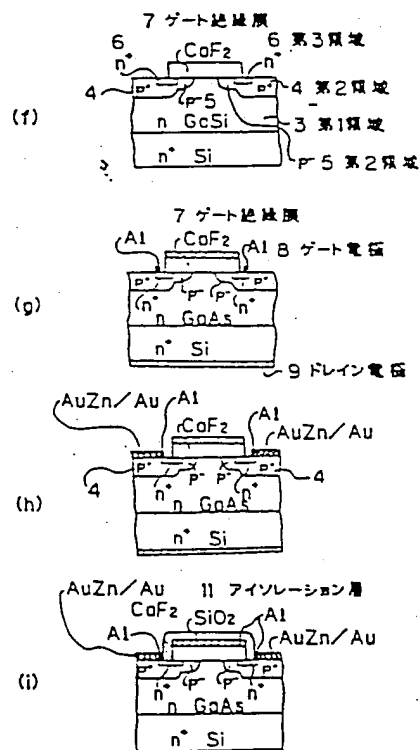 7 ゲート絶縁膜
6 CaF2 6 第3領域
n+ n+
4 P+ P+ 4 第2領域
P- 5
(f) n GaSi 3 第1領域
n+ Si P- 5 第2領域
7 ゲート絶縁膜
Al CaF2 Al 8 ゲート電極
P+ P+
n+ P- P- n+
(g) n GaAs
n+ Si
9 ドレイン電極
AuZn/Au Al Al
CaF2 AuZn/Au
4 P+ P+ 4
n+ P- P- n+
(h) n GaAs
n+ Si
AuZn/Au 11 アイソレーション層
CaF2 SiO2 Al
Al AuZn/Au
P+ P+
n+ P- P- n+
(i) n GaAs
n+ Si